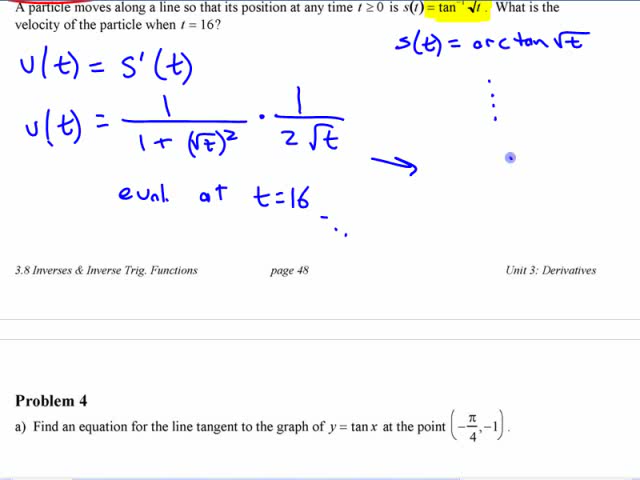 A particle moves along a line so that its position at any time t ≥ 0 is s(t) = tan⁻¹ √t . What is the
velocity of the particle when t = 16?
s(t) = arctan √t
v(t) = s'(t)
v(t) = 1/(1 + (√t)²) · 1/(2√t)
eval. at t = 16
3.8 Inverses & Inverse Trig. Functions page 48 Unit 3: Derivatives
Problem 4
a) Find an equation for the line tangent to the graph of y = tan x at the point (−π/4, −1) .